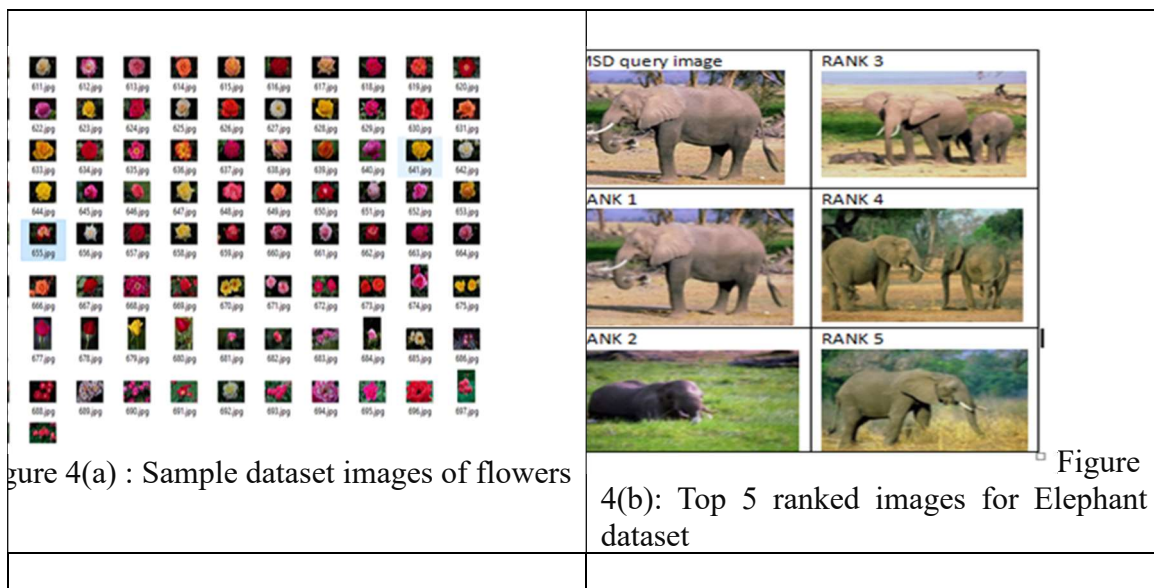 611.jpg 612.jpg 613.jpg 614.jpg 615.jpg 616.jpg 617.jpg 618.jpg 619.jpg 620.jpg
622.jpg 623.jpg 624.jpg 625.jpg 626.jpg 627.jpg 628.jpg 629.jpg 630.jpg 631.jpg
633.jpg 634.jpg 635.jpg 636.jpg 637.jpg 638.jpg 639.jpg 640.jpg 641.jpg 642.jpg
644.jpg 645.jpg 646.jpg 647.jpg 648.jpg 649.jpg 650.jpg 651.jpg 652.jpg 653.jpg
655.jpg 656.jpg 657.jpg 658.jpg 659.jpg 660.jpg 661.jpg 662.jpg 663.jpg 664.jpg
666.jpg 667.jpg 668.jpg 669.jpg 670.jpg 671.jpg 672.jpg 673.jpg 674.jpg 675.jpg
677.jpg 678.jpg 679.jpg 680.jpg 681.jpg 682.jpg 683.jpg 684.jpg 685.jpg 686.jpg
688.jpg 689.jpg 690.jpg 691.jpg 692.jpg 693.jpg 694.jpg 695.jpg 696.jpg 697.jpg
gure 4(a) : Sample dataset images of flowers
MSD query image
RANK 3
ANK 1
RANK 4
ANK 2
RANK 5
Figure
4(b): Top 5 ranked images for Elephant
dataset